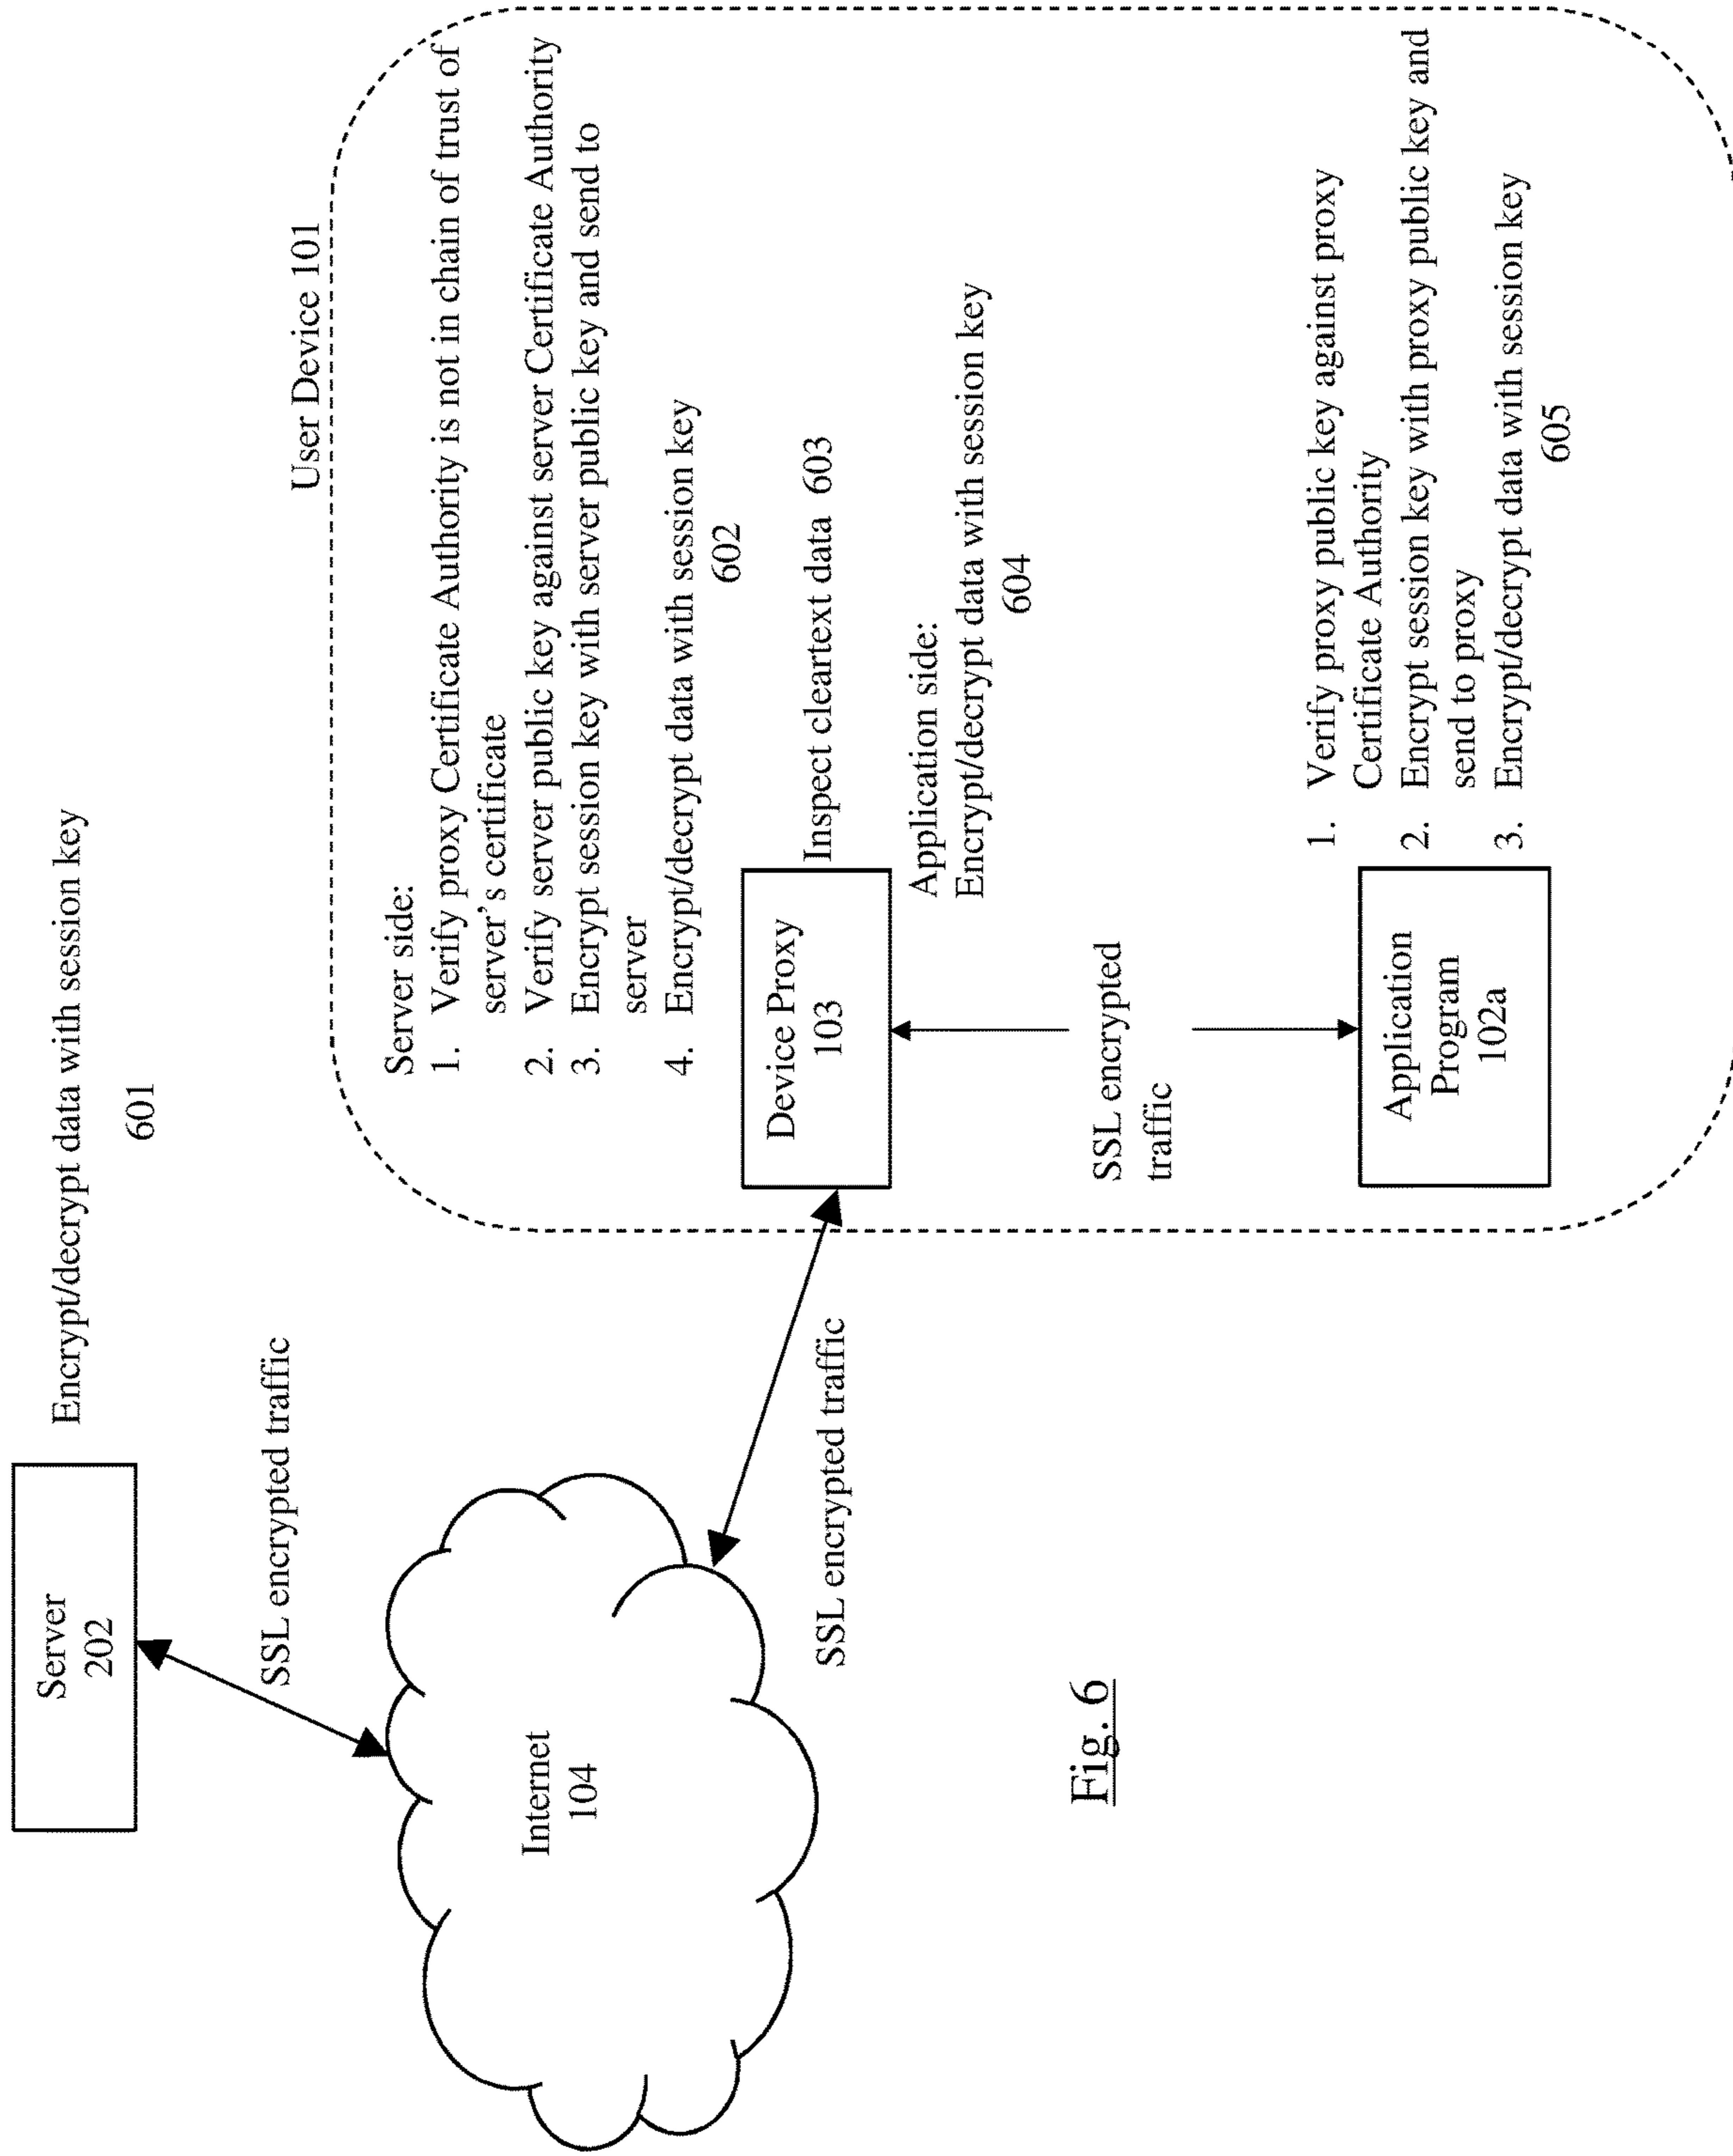 Server
202
Encrypt/decrypt data with session key
601
SSL encrypted traffic
Internet
104
SSL encrypted traffic
User Device 101
Server side:
1. Verify proxy Certificate Authority is not in chain of trust of
server's certificate
2. Verify server public key against server Certificate Authority
3. Encrypt session key with server public key and send to
server
4. Encrypt/decrypt data with session key
602
Device Proxy
103
Inspect cleartext data 603
Application side:
Encrypt/decrypt data with session key
604
SSL encrypted
traffic
Application
Program
102a
1. Verify proxy public key against proxy
Certificate Authority
2. Encrypt session key with proxy public key and
send to proxy
3. Encrypt/decrypt data with session key
605
Fig. 6